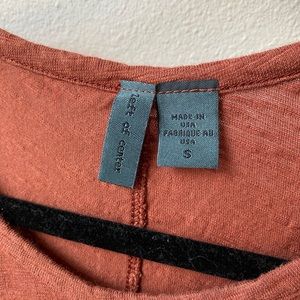 left of center
MADE IN
USA
FABRIQUE AU
USA
S